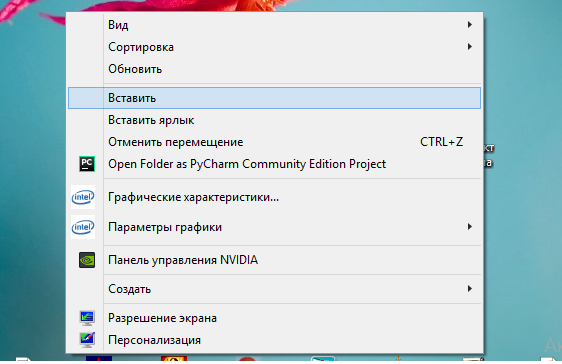 Вид
Сортировка
Обновить
Вставить
Вставить ярлык
Отменить перемещение CTRL+Z
Open Folder as PyCharm Community Edition Project
PC
intel Графические характеристики...
intel Параметры графики
Панель управления NVIDIA
Создать
Разрешение экрана
Персонализация